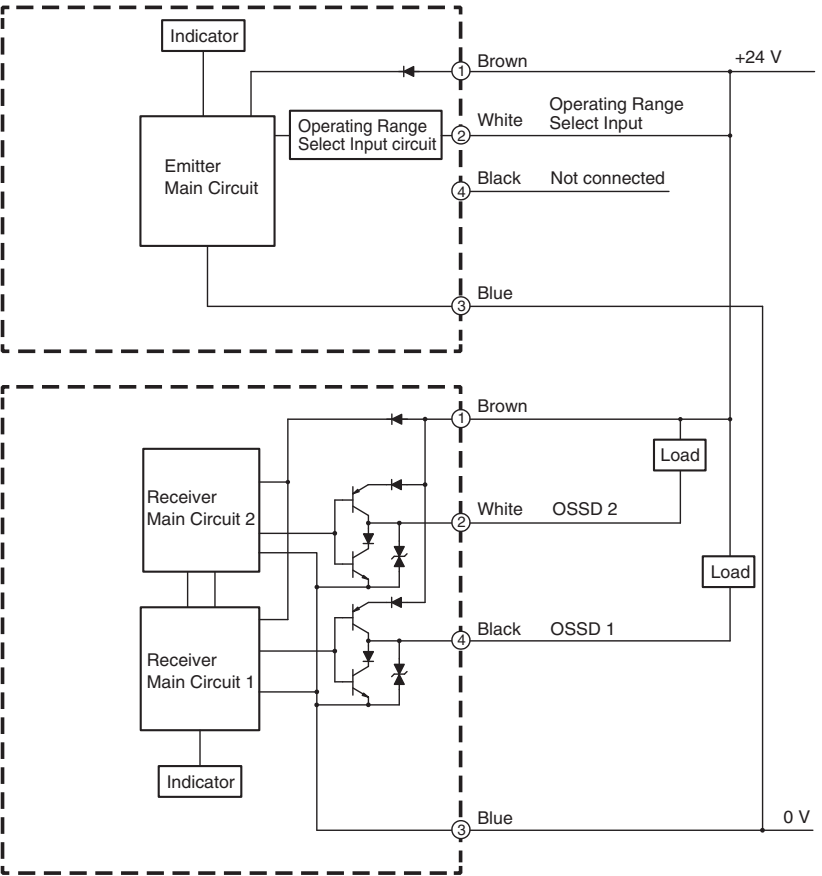 Indicator
1
Brown
+24 V
Operating Range
Select Input circuit
2
White
Operating Range
Select Input
Emitter
Main Circuit
4
Black
Not connected
3
Blue
1
Brown
Load
Receiver
Main Circuit 2
2
White
OSSD 2
Load
4
Black
OSSD 1
Receiver
Main Circuit 1
Indicator
3
Blue
0 V